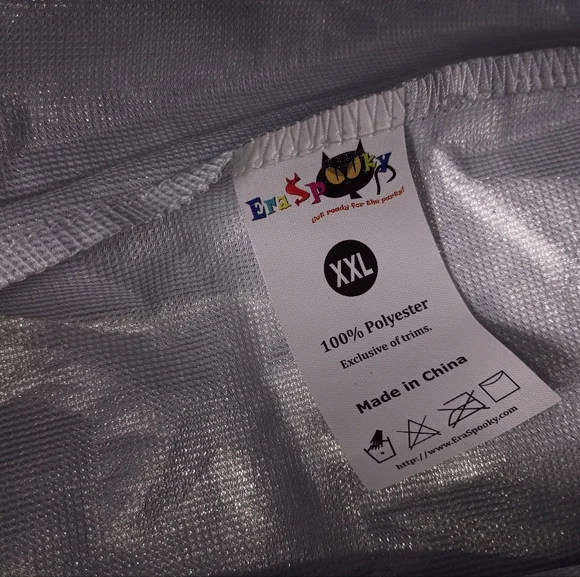 EraSpooky
Get ready for the party!
XXL
100% Polyester
Exclusive of trims.
Made in China
http://www.EraSpooky.com